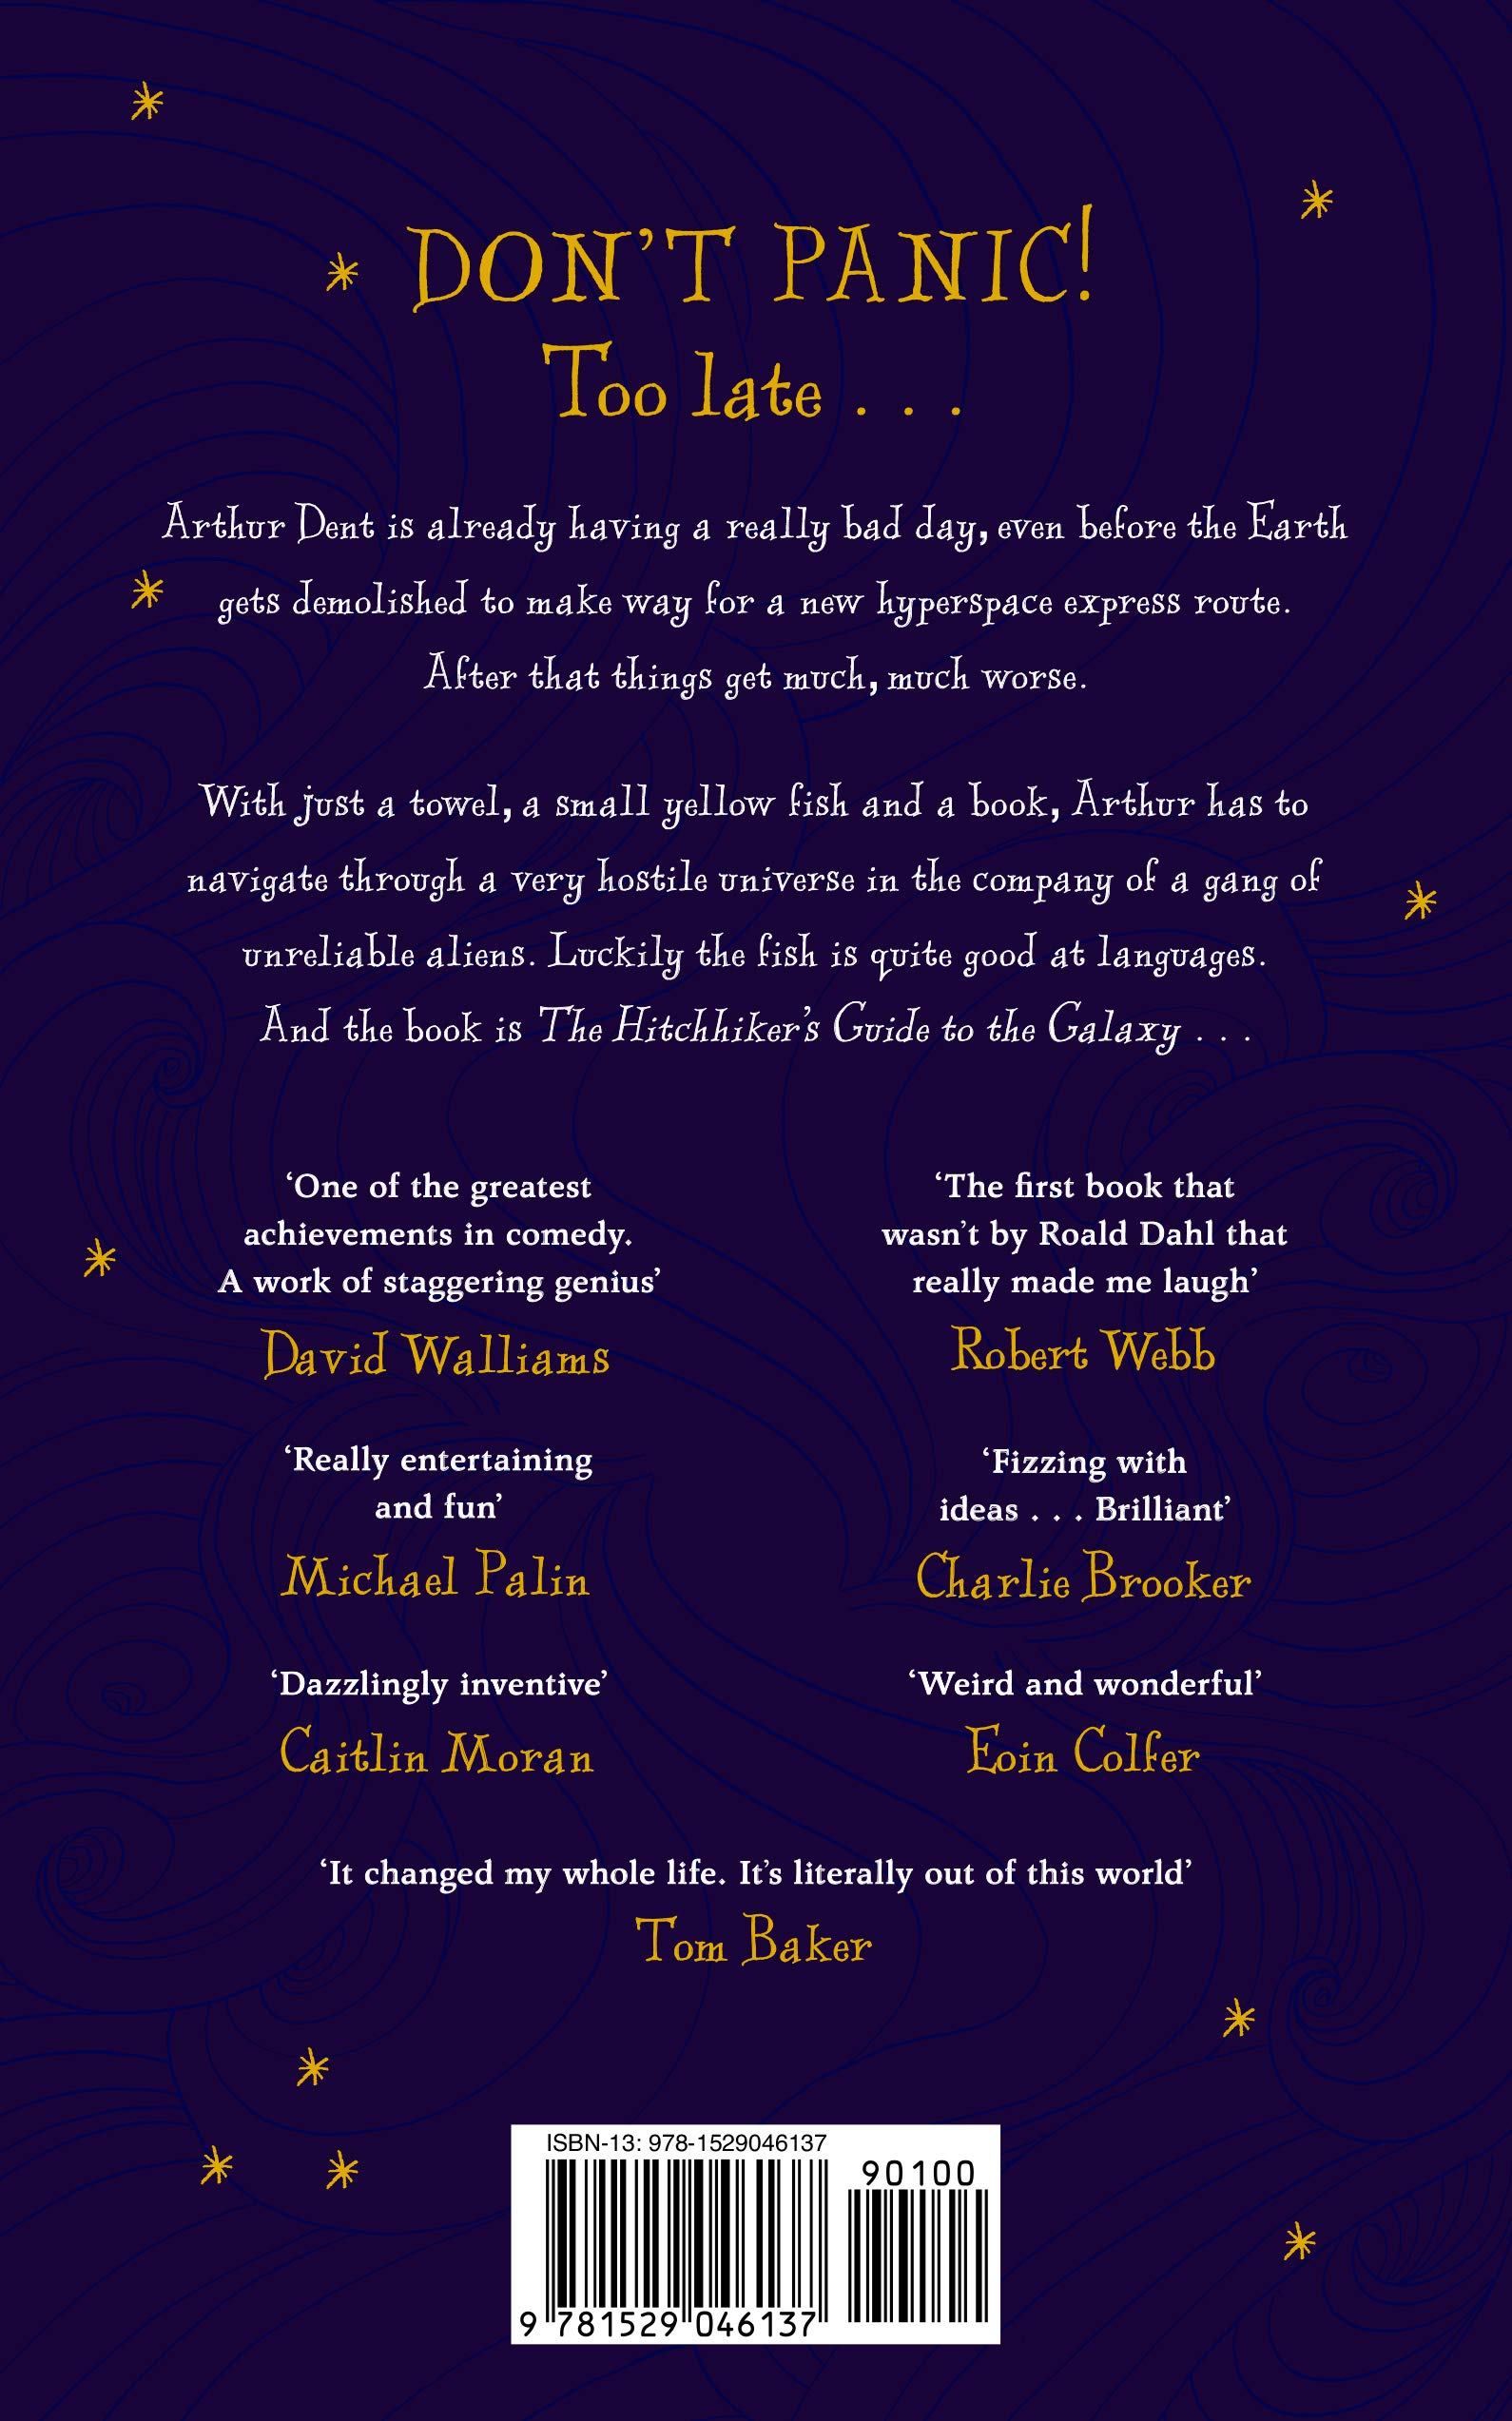 DON'T PANIC!
Too late . . .
Arthur Dent is already having a really bad day, even before the Earth
gets demolished to make way for a new hyperspace express route.
After that things get much, much worse.
With just a towel, a small yellow fish and a book, Arthur has to
navigate through a very hostile universe in the company of a gang of
unreliable aliens. Luckily the fish is quite good at languages.
And the book is The Hitchhiker's Guide to the Galaxy . . .
‘One of the greatest
achievements in comedy.
A work of staggering genius’
David Walliams
‘The first book that
wasn’t by Roald Dahl that
really made me laugh’
Robert Webb
‘Really entertaining
and fun’
Michael Palin
‘Fizzing with
ideas . . . Brilliant’
Charlie Brooker
‘Dazzlingly inventive’
Caitlin Moran
‘Weird and wonderful’
Eoin Colfer
‘It changed my whole life. It’s literally out of this world’
Tom Baker
ISBN-13: 978-1529046137
90100
9 781529 046137